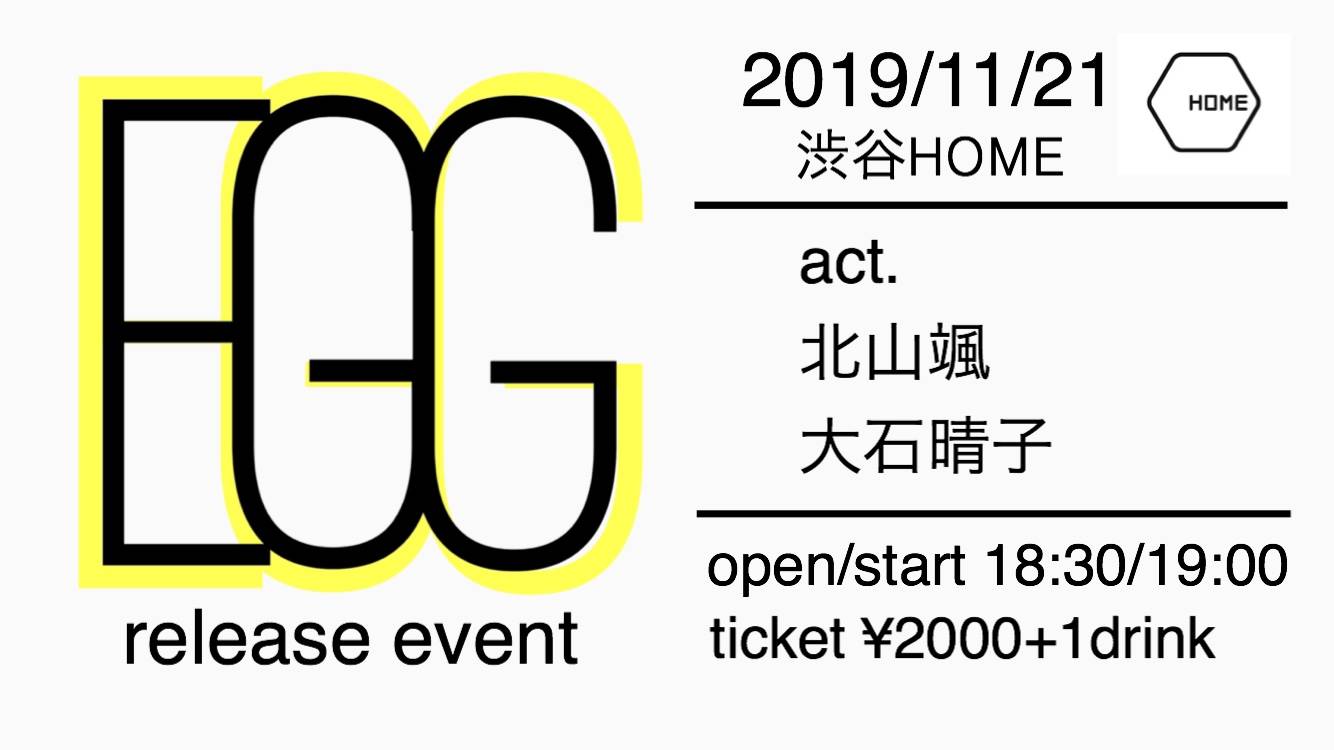 EGG
release event
2019/11/21
渋谷HOME
HOME
act.
北山颯
大石晴子
open/start 18:30/19:00
ticket ¥2000+1drink